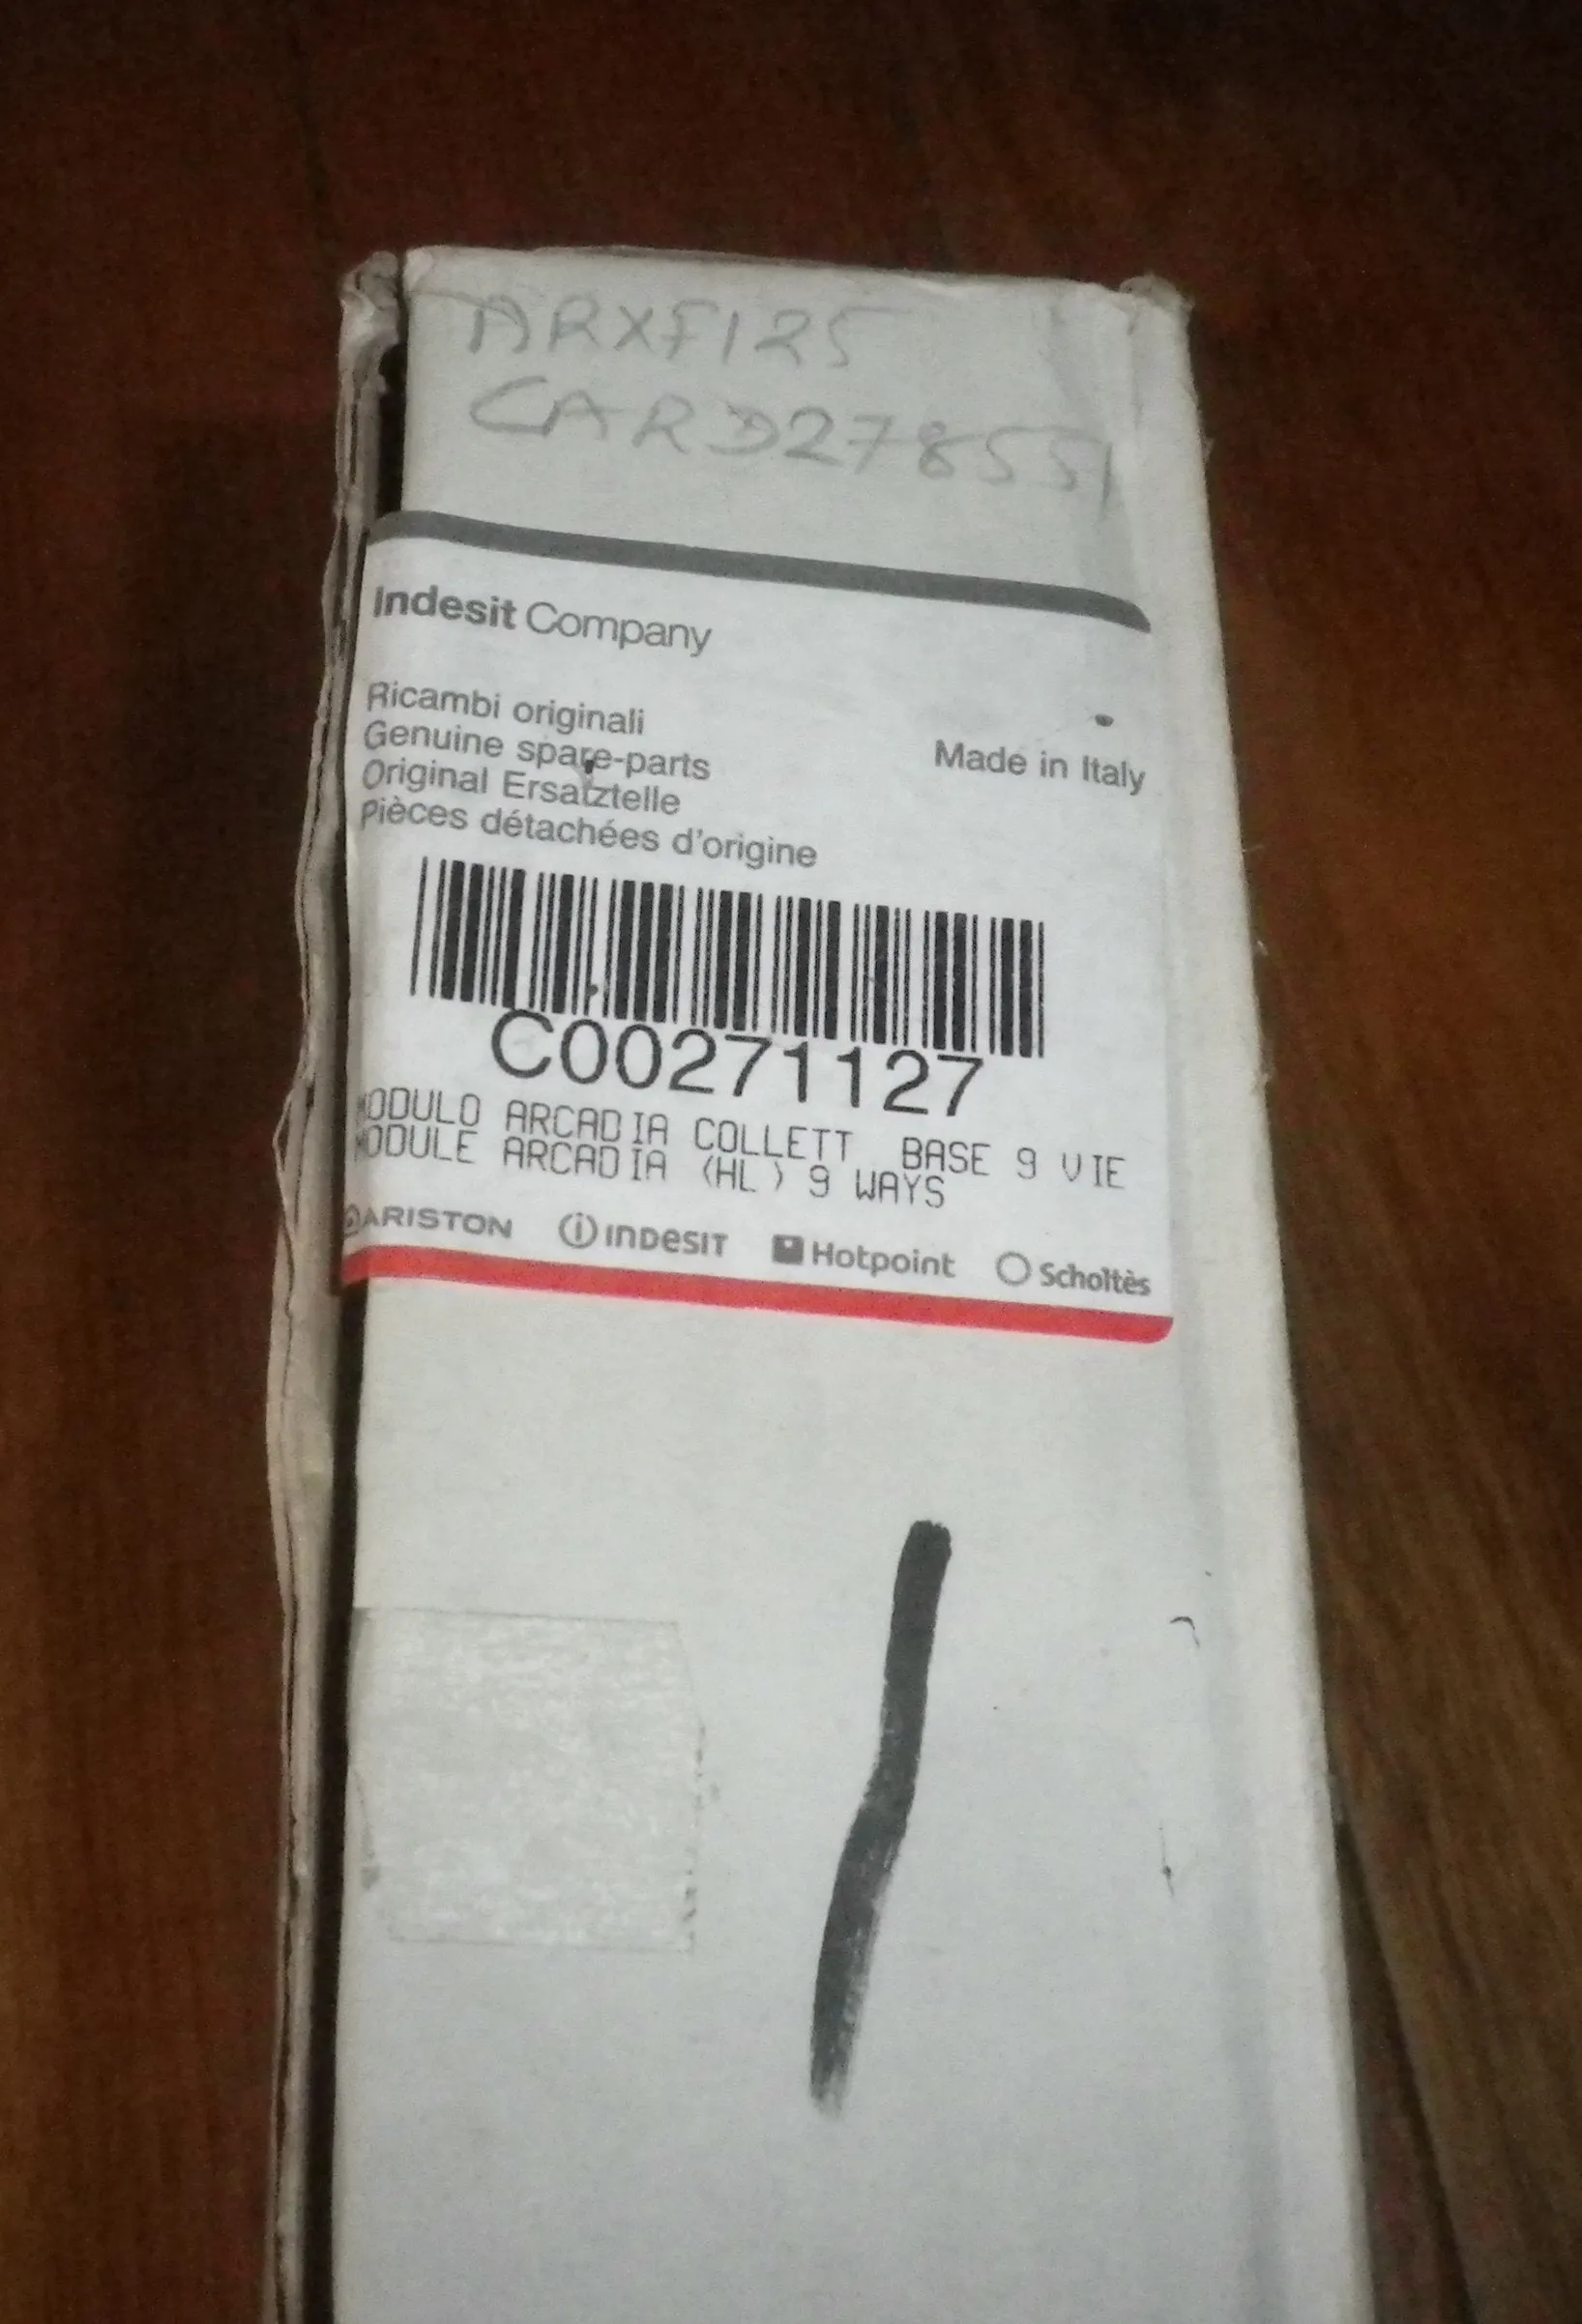 ARXF125
CARD278551
Indesit Company
Ricambi originali
Genuine spare-parts
Original Ersatztelle
Pièces détachées d'origine
Made in Italy
C00271127
MODULO ARCADIA COLLETT BASE 9 VIE
MODULE ARCADIA (HL) 9 WAYS
ARISTON INDESIT Hotpoint Scholtès